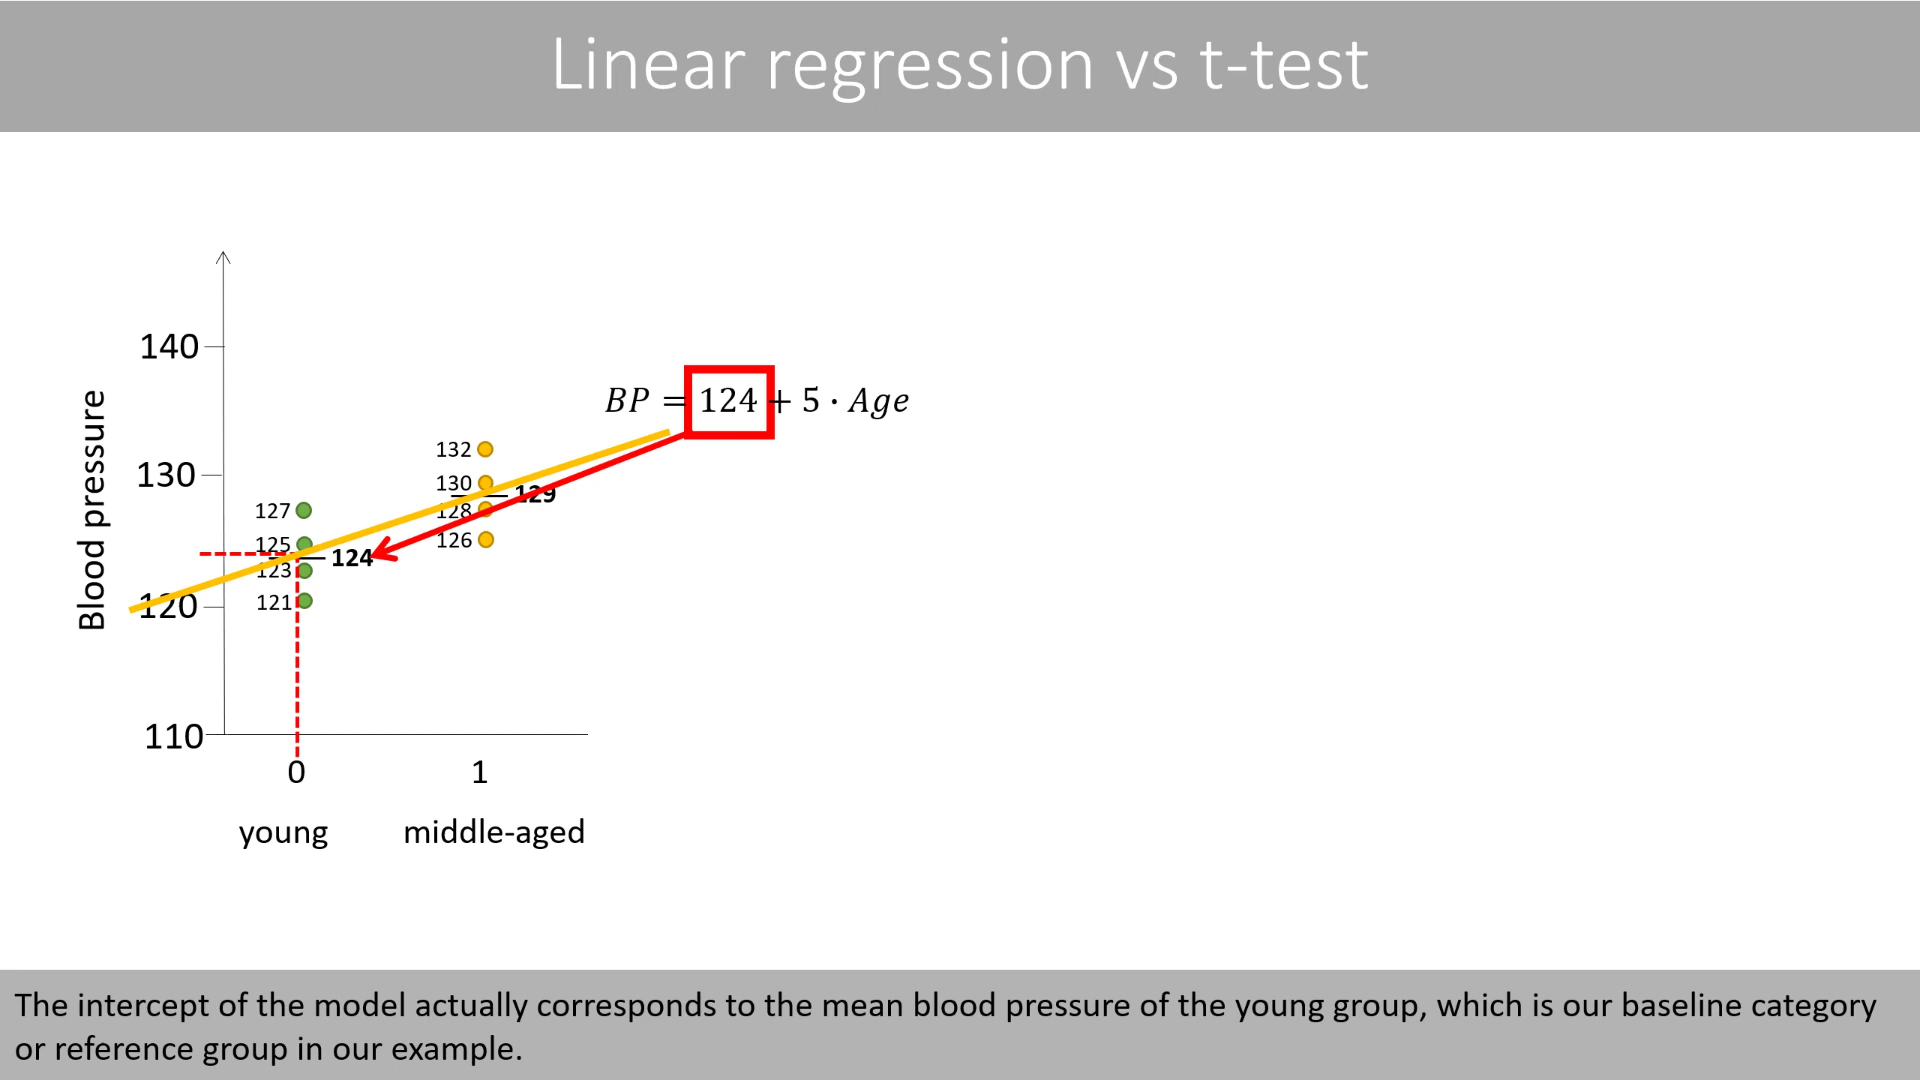 Linear regression vs t-test
Blood pressure
140
130
120
110
BP = 124 + 5 · Age
132
130
129
128
126
127
125
124
123
121
0
1
young
middle-aged
The intercept of the model actually corresponds to the mean blood pressure of the young group, which is our baseline category
or reference group in our example.